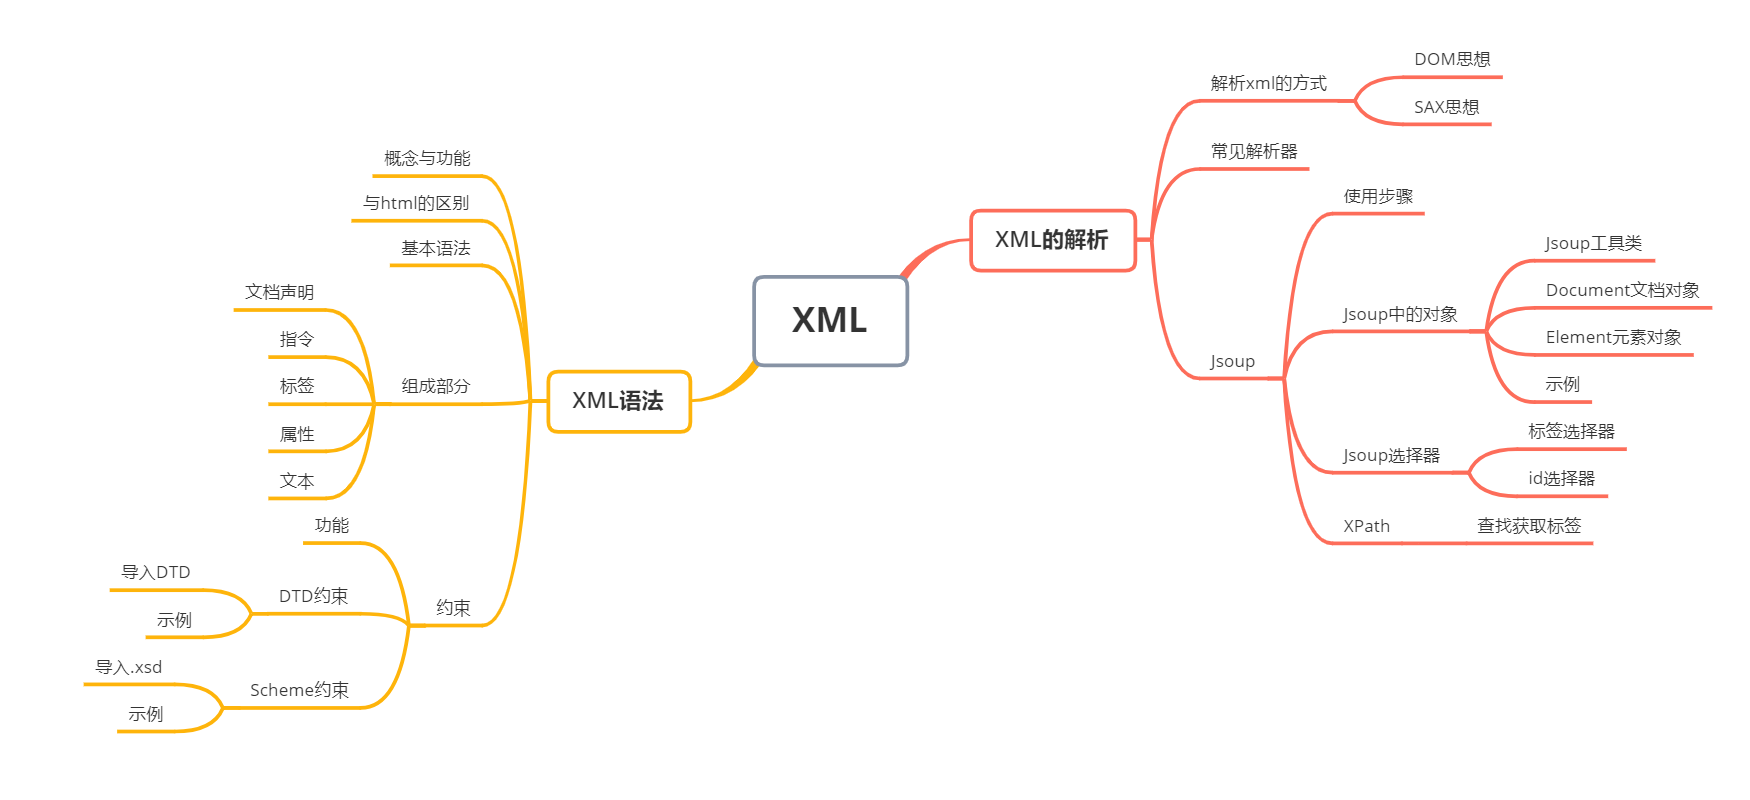 XML
XML的解析
解析xml的方式
DOM思想
SAX思想
常见解析器
Jsoup
使用步骤
Jsoup中的对象
Jsoup工具类
Document文档对象
Element元素对象
示例
Jsoup选择器
标签选择器
id选择器
XPath
查找获取标签
XML语法
概念与功能
与html的区别
基本语法
组成部分
文档声明
指令
标签
属性
文本
约束
功能
DTD约束
导入DTD
示例
Scheme约束
导入.xsd
示例